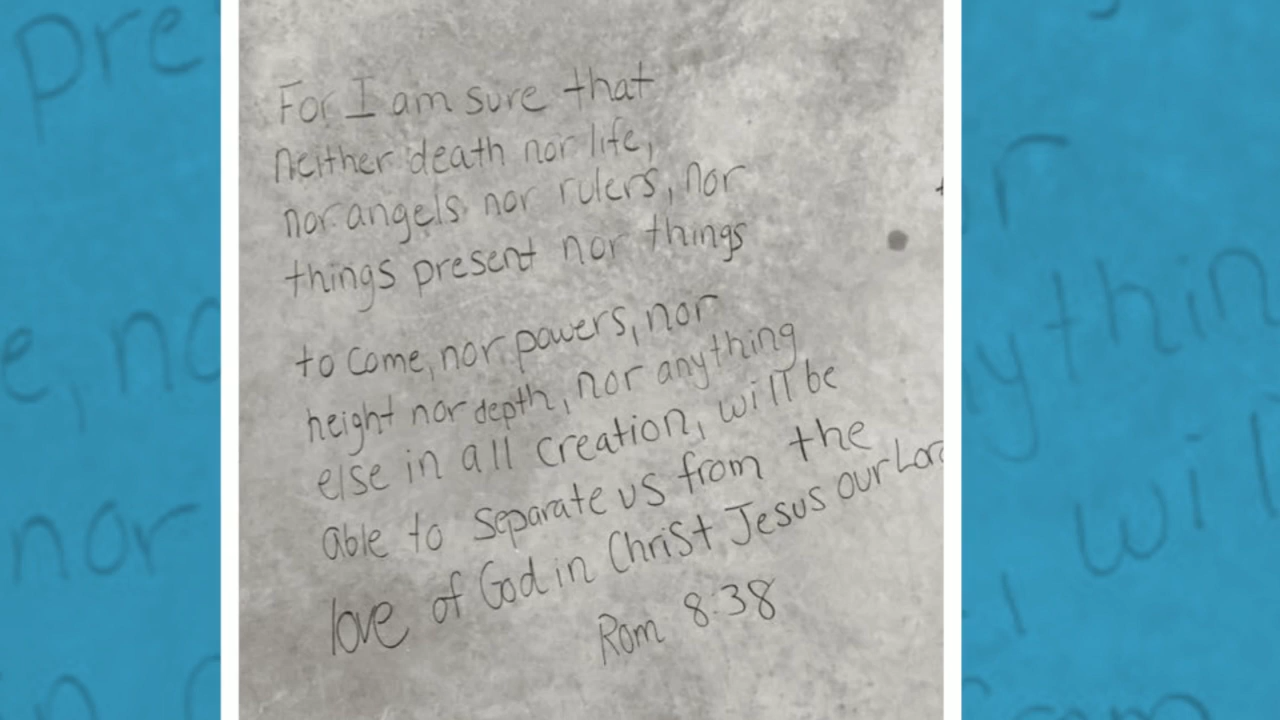 For I am sure that
neither death nor life,
nor angels nor rulers, nor
things present nor things
to come, nor powers, nor
height nor depth, nor anything
else in all creation, will be
able to separate us from the
love of God in Christ Jesus our Lord
Rom 8:38